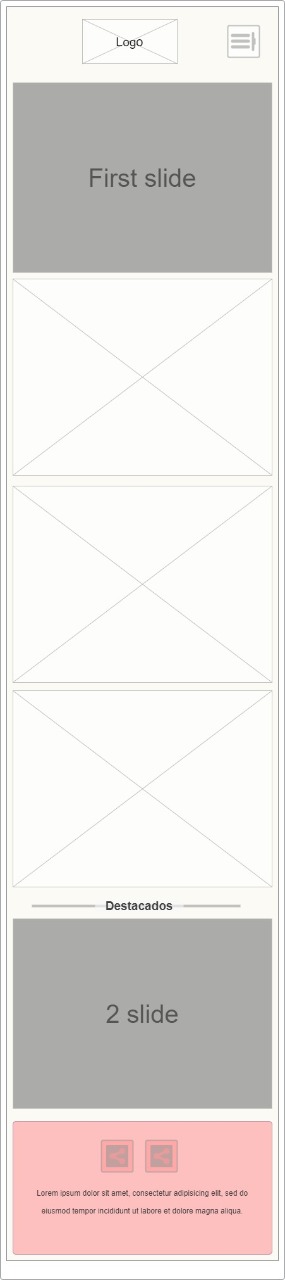 Logo
First slide
Destacados
2 slide
Lorem ipsum dolor sit amet, consectetur adipisicing elit, sed do
eiusmod tempor incididunt ut labore et dolore magna aliqua.